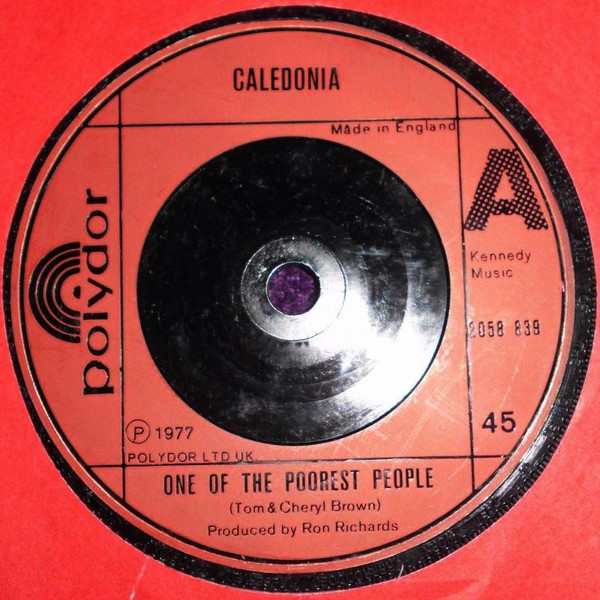 CALEDONIA
Made in England
A
Kennedy
Music
polydor
2058 839
45
Ⓟ 1977
POLYDOR LTD UK.
ONE OF THE POOREST PEOPLE
(Tom & Cheryl Brown)
Produced by Ron Richards